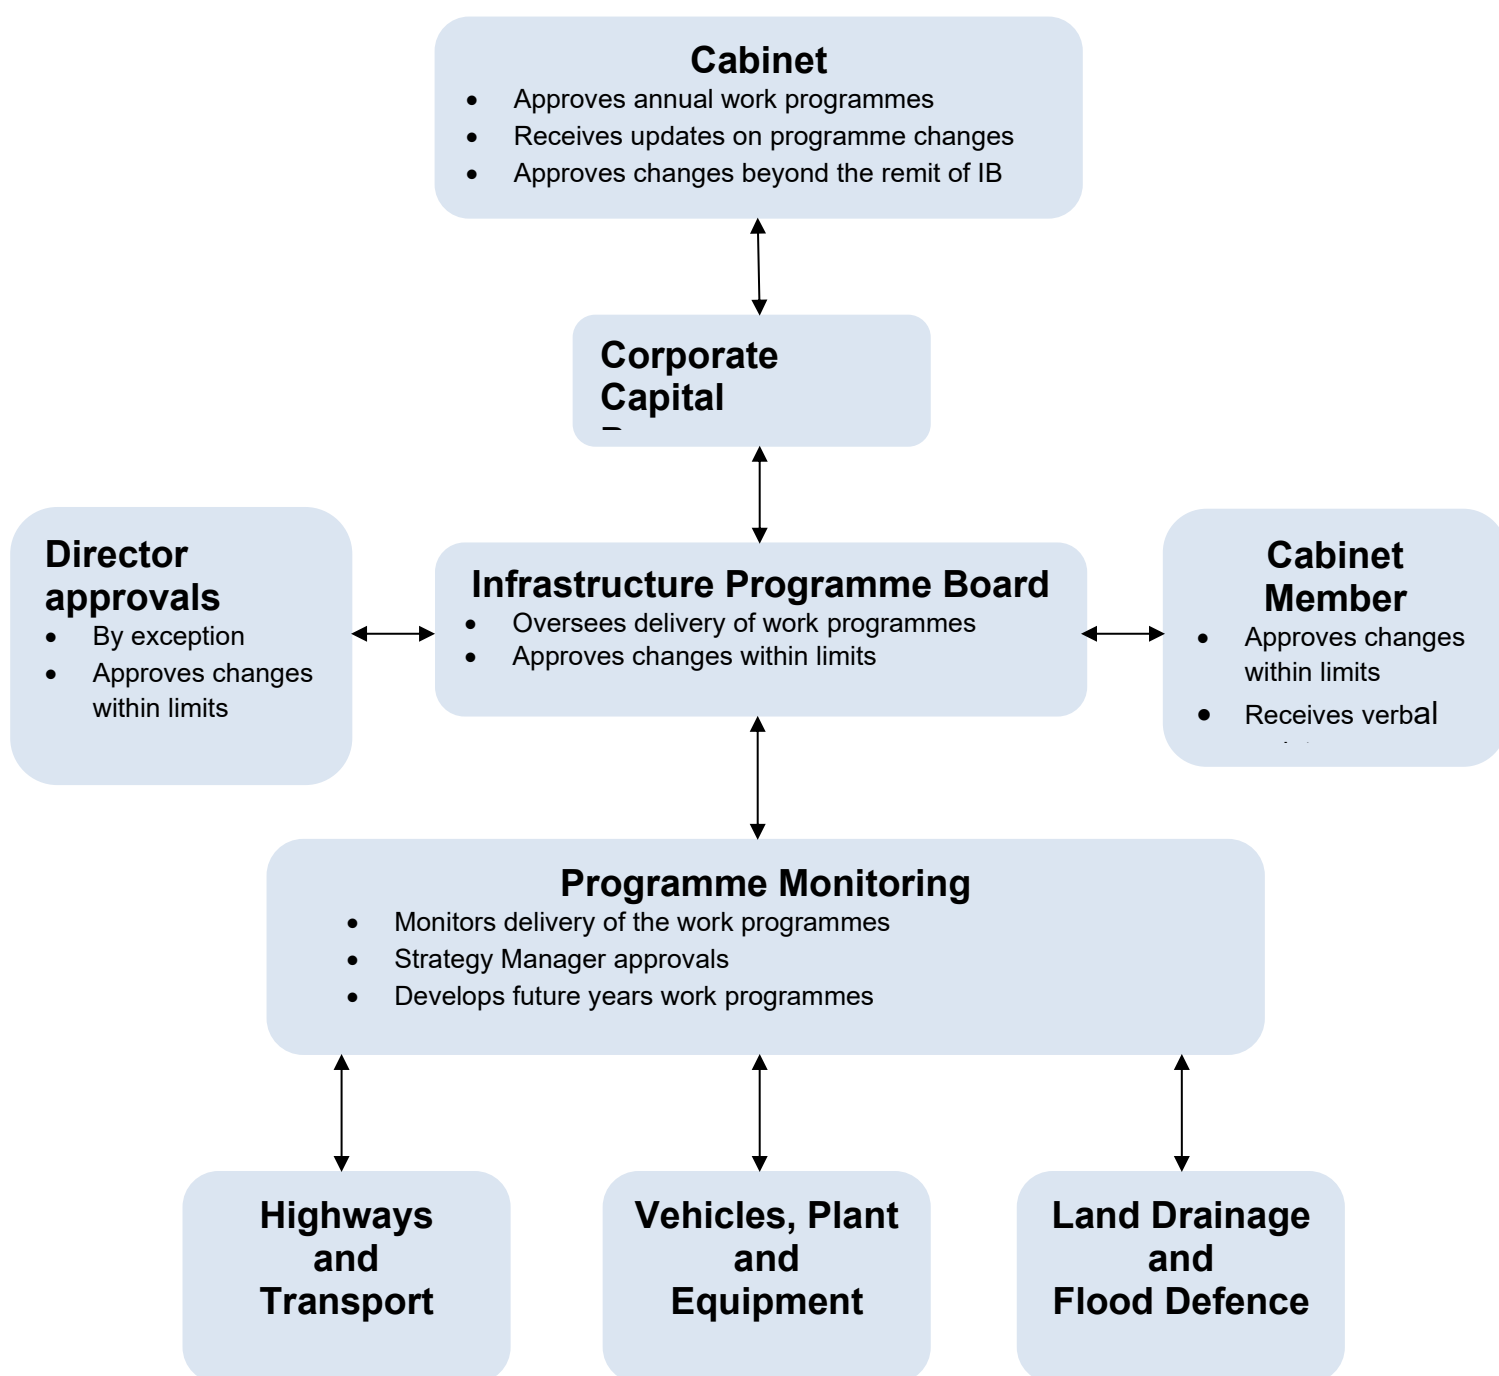 Cabinet
• Approves annual work programmes
• Receives updates on programme changes
• Approves changes beyond the remit of IB
Corporate
Capital
Director
approvals
• By exception
• Approves changes
within limits
Infrastructure Programme Board
• Oversees delivery of work programmes
• Approves changes within limits
Cabinet
Member
• Approves changes
within limits
• Receives verbal
Programme Monitoring
• Monitors delivery of the work programmes
• Strategy Manager approvals
• Develops future years work programmes
Highways
and
Transport
Vehicles, Plant
and
Equipment
Land Drainage
and
Flood Defence